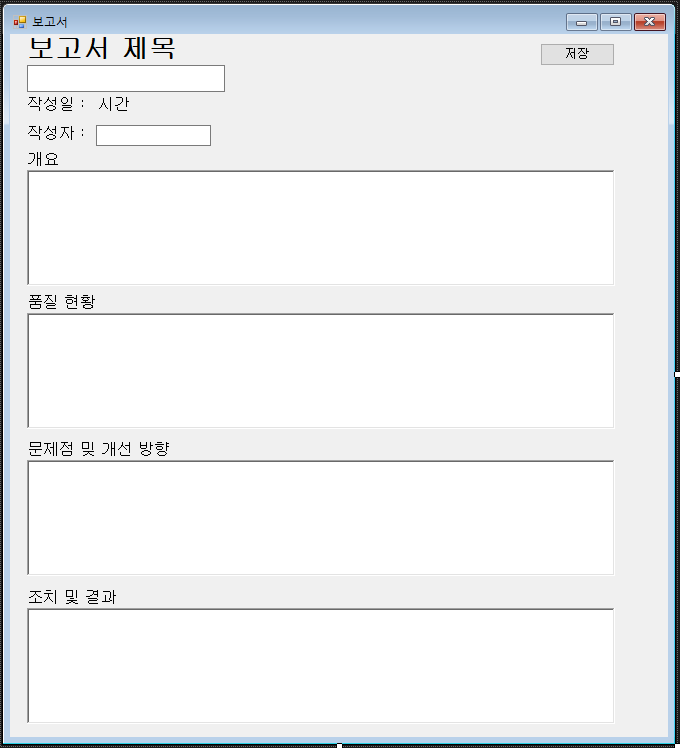 보고서
보고서 제목
저장
작성일 : 시간
작성자 :
개요
품질 현황
문제점 및 개선 방향
조치 및 결과